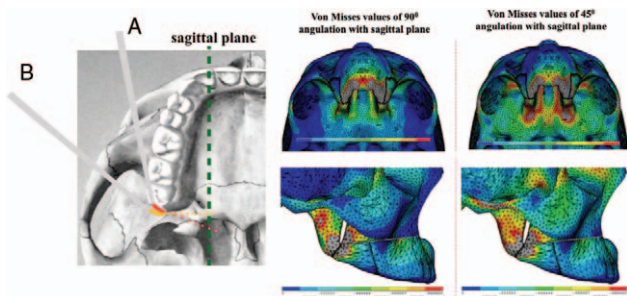 A
B
sagittal plane
Von Misses values of 90⁰
angulation with sagittal plane
Von Misses values of 45⁰
angulation with sagittal plane